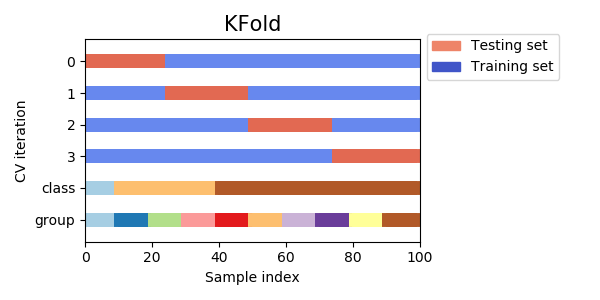 KFold
Testing set
Training set
0
1
2
3
class
group
CV iteration
0 20 40 60 80 100
Sample index